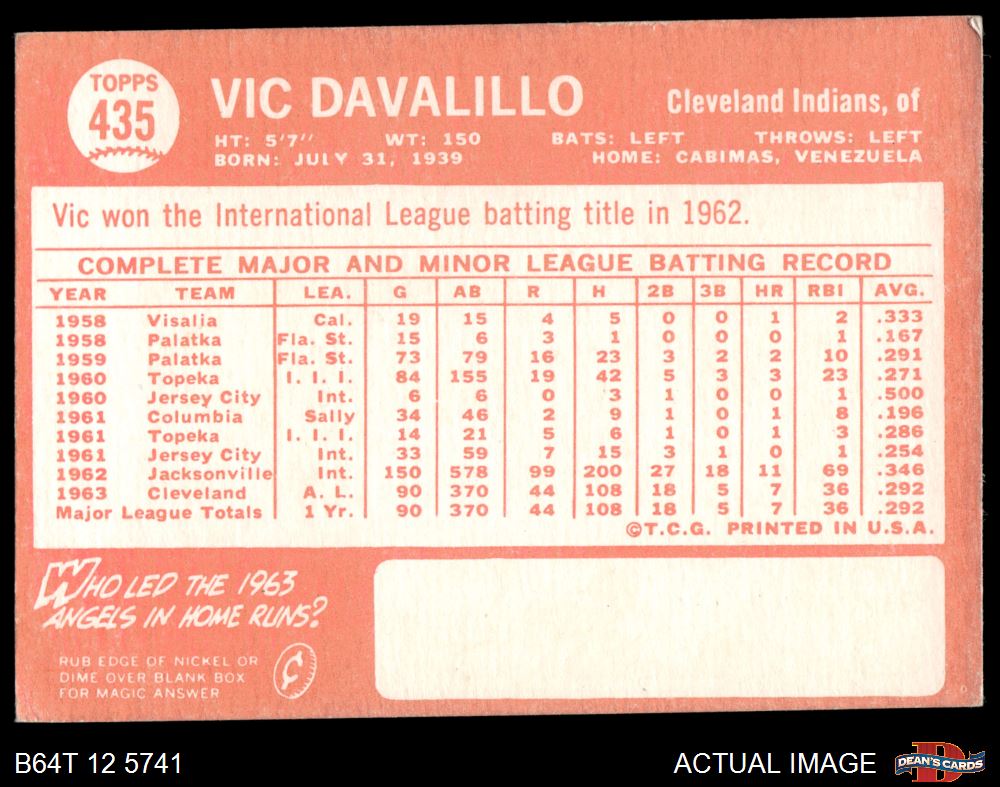 TOPPS
435
VIC DAVALILLO
Cleveland Indians, of
HT: 5'7" WT: 150 BATS: LEFT THROWS: LEFT
BORN: JULY 31, 1939 HOME: CABIMAS, VENEZUELA
Vic won the International League batting title in 1962.
COMPLETE MAJOR AND MINOR LEAGUE BATTING RECORD
YEAR TEAM LEA. G AB R H 2B 3B HR RBI AVG.
1958 Visalia Cal. 19 15 4 5 0 0 1 2 .333
1958 Palatka Fla. St. 15 6 3 1 0 0 0 1 .167
1959 Palatka Fla. St. 73 79 16 23 3 2 2 10 .291
1960 Topeka I. I. I. 84 155 19 42 5 3 3 23 .271
1960 Jersey City Int. 6 6 0 3 1 0 0 1 .500
1961 Columbia Sally 34 46 2 9 1 0 1 8 .196
1961 Topeka I. I. I. 14 21 5 6 1 0 1 3 .286
1961 Jersey City Int. 33 59 7 15 3 1 0 1 .254
1962 Jacksonville Int. 150 578 99 200 27 18 11 69 .346
1963 Cleveland A. L. 90 370 44 108 18 5 7 36 .292
Major League Totals 1 Yr. 90 370 44 108 18 5 7 36 .292
©T.C.G. PRINTED IN U.S.A.
WHO LED THE 1963
ANGELS IN HOME RUNS?
RUB EDGE OF NICKEL OR
DIME OVER BLANK BOX
FOR MAGIC ANSWER
¢
B64T 12 5741
ACTUAL IMAGE
DEAN'S CARDS